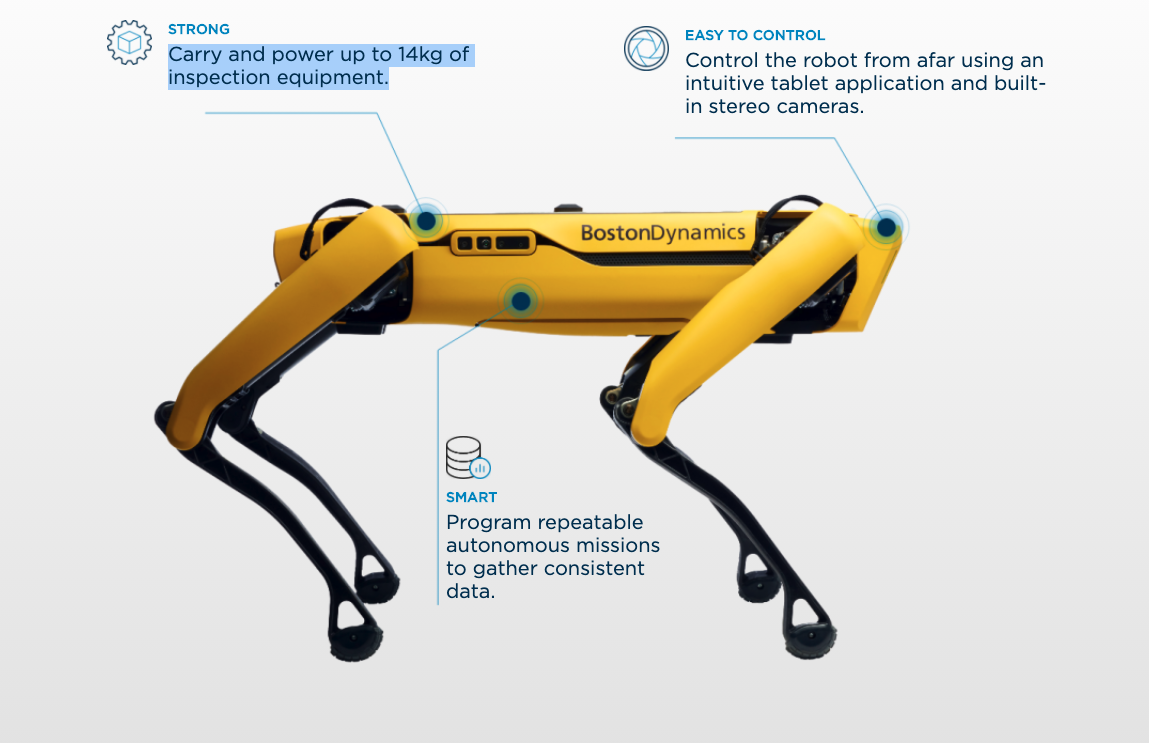 STRONG
Carry and power up to 14kg of
inspection equipment.
EASY TO CONTROL
Control the robot from afar using an
intuitive tablet application and built-
in stereo cameras.
BostonDynamics
SMART
Program repeatable
autonomous missions
to gather consistent
data.